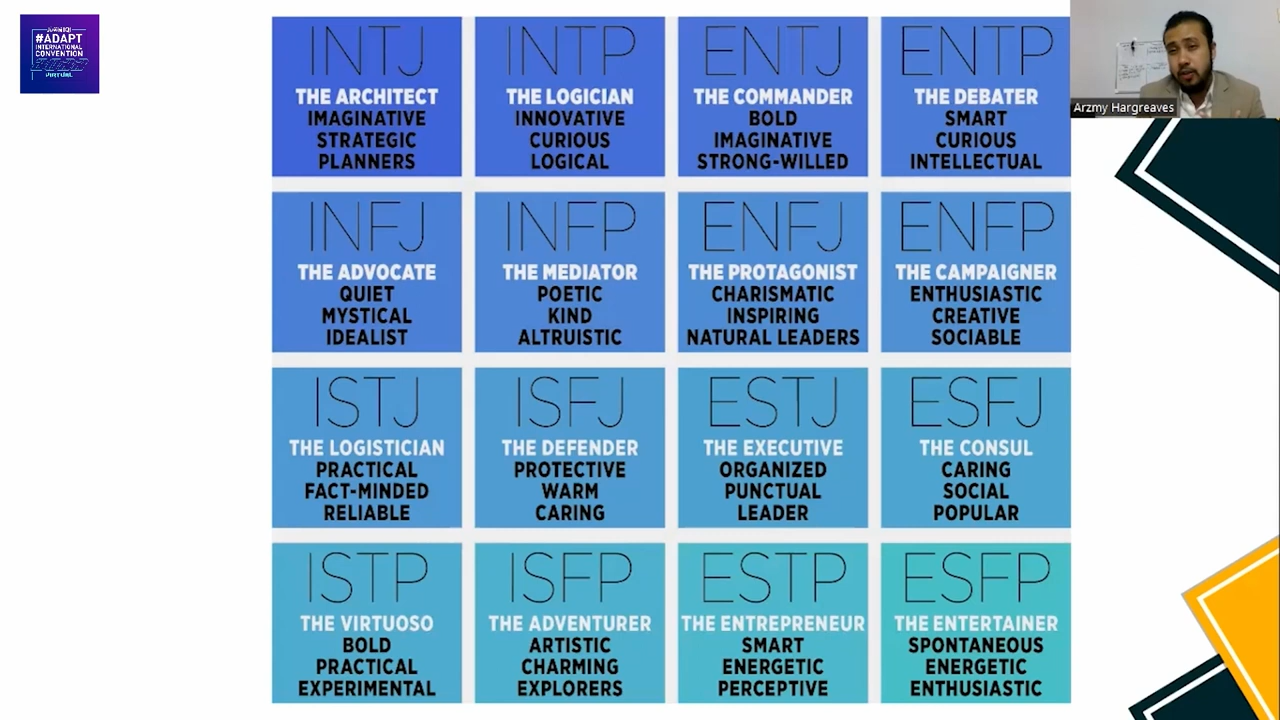 #ADAPT
INTERNATIONAL
CONVENTION
VIRTUAL
INTJ
THE ARCHITECT
IMAGINATIVE
STRATEGIC
PLANNERS
INTP
THE LOGICIAN
INNOVATIVE
CURIOUS
LOGICAL
ENTJ
THE COMMANDER
BOLD
IMAGINATIVE
STRONG-WILLED
ENTP
THE DEBATER
SMART
CURIOUS
INTELLECTUAL
Arzmy Hargreaves
INFJ
THE ADVOCATE
QUIET
MYSTICAL
IDEALIST
INFP
THE MEDIATOR
POETIC
KIND
ALTRUISTIC
ENFJ
THE PROTAGONIST
CHARISMATIC
INSPIRING
NATURAL LEADERS
ENFP
THE CAMPAIGNER
ENTHUSIASTIC
CREATIVE
SOCIABLE
ISTJ
THE LOGISTICIAN
PRACTICAL
FACT-MINDED
RELIABLE
ISFJ
THE DEFENDER
PROTECTIVE
WARM
CARING
ESTJ
THE EXECUTIVE
ORGANIZED
PUNCTUAL
LEADER
ESFJ
THE CONSUL
CARING
SOCIAL
POPULAR
ISTP
THE VIRTUOSO
BOLD
PRACTICAL
EXPERIMENTAL
ISFP
THE ADVENTURER
ARTISTIC
CHARMING
EXPLORERS
ESTP
THE ENTREPRENEUR
SMART
ENERGETIC
PERCEPTIVE
ESFP
THE ENTERTAINER
SPONTANEOUS
ENERGETIC
ENTHUSIASTIC